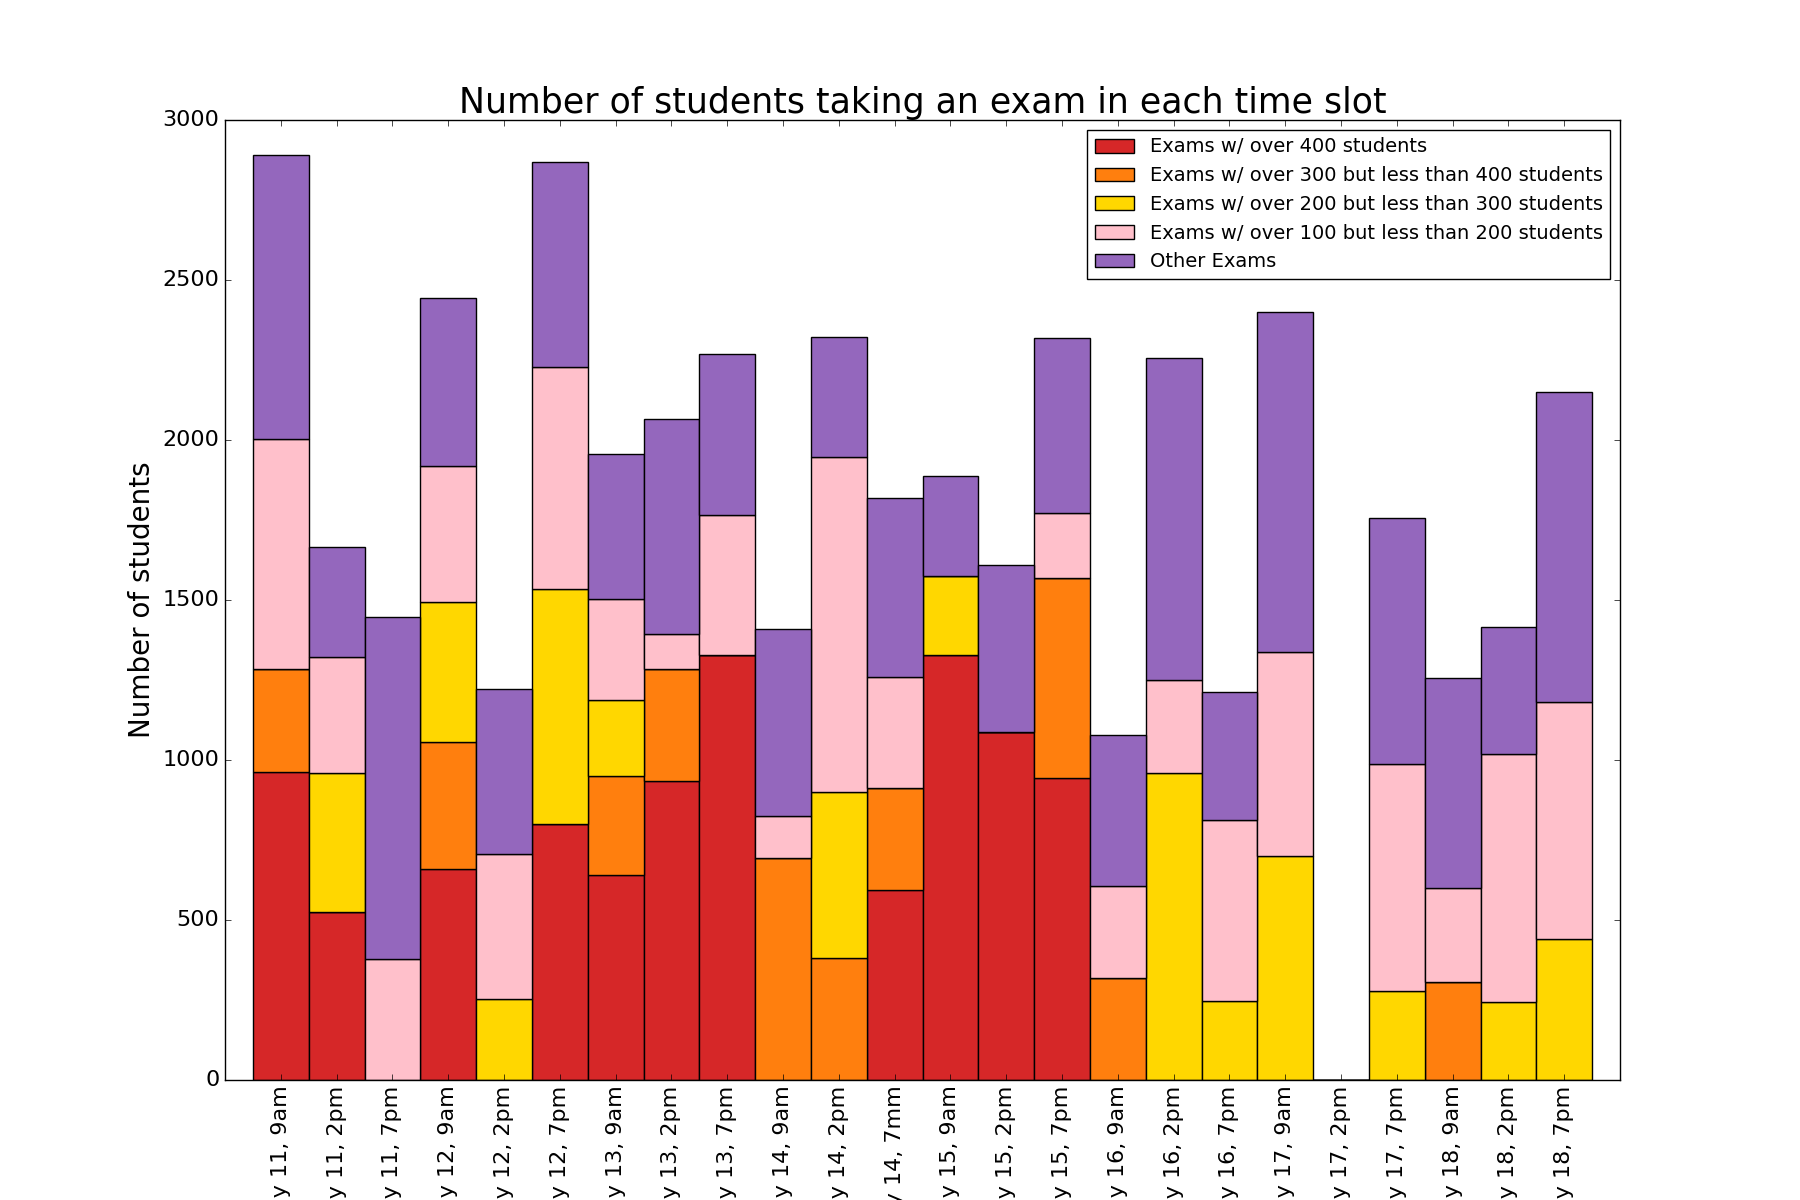 Number of students taking an exam in each time slot
Exams w/ over 400 students
Exams w/ over 300 but less than 400 students
Exams w/ over 200 but less than 300 students
Exams w/ over 100 but less than 200 students
Other Exams
Number of students
3000
2500
2000
1500
1000
500
0
y 11, 9am
y 11, 2pm
y 11, 7pm
y 12, 9am
y 12, 2pm
y 12, 7pm
y 13, 9am
y 13, 2pm
y 13, 7pm
y 14, 9am
y 14, 2pm
y 14, 7mm
y 15, 9am
y 15, 2pm
y 15, 7pm
y 16, 9am
y 16, 2pm
y 16, 7pm
y 17, 9am
y 17, 2pm
y 17, 7pm
y 18, 9am
y 18, 2pm
y 18, 7pm